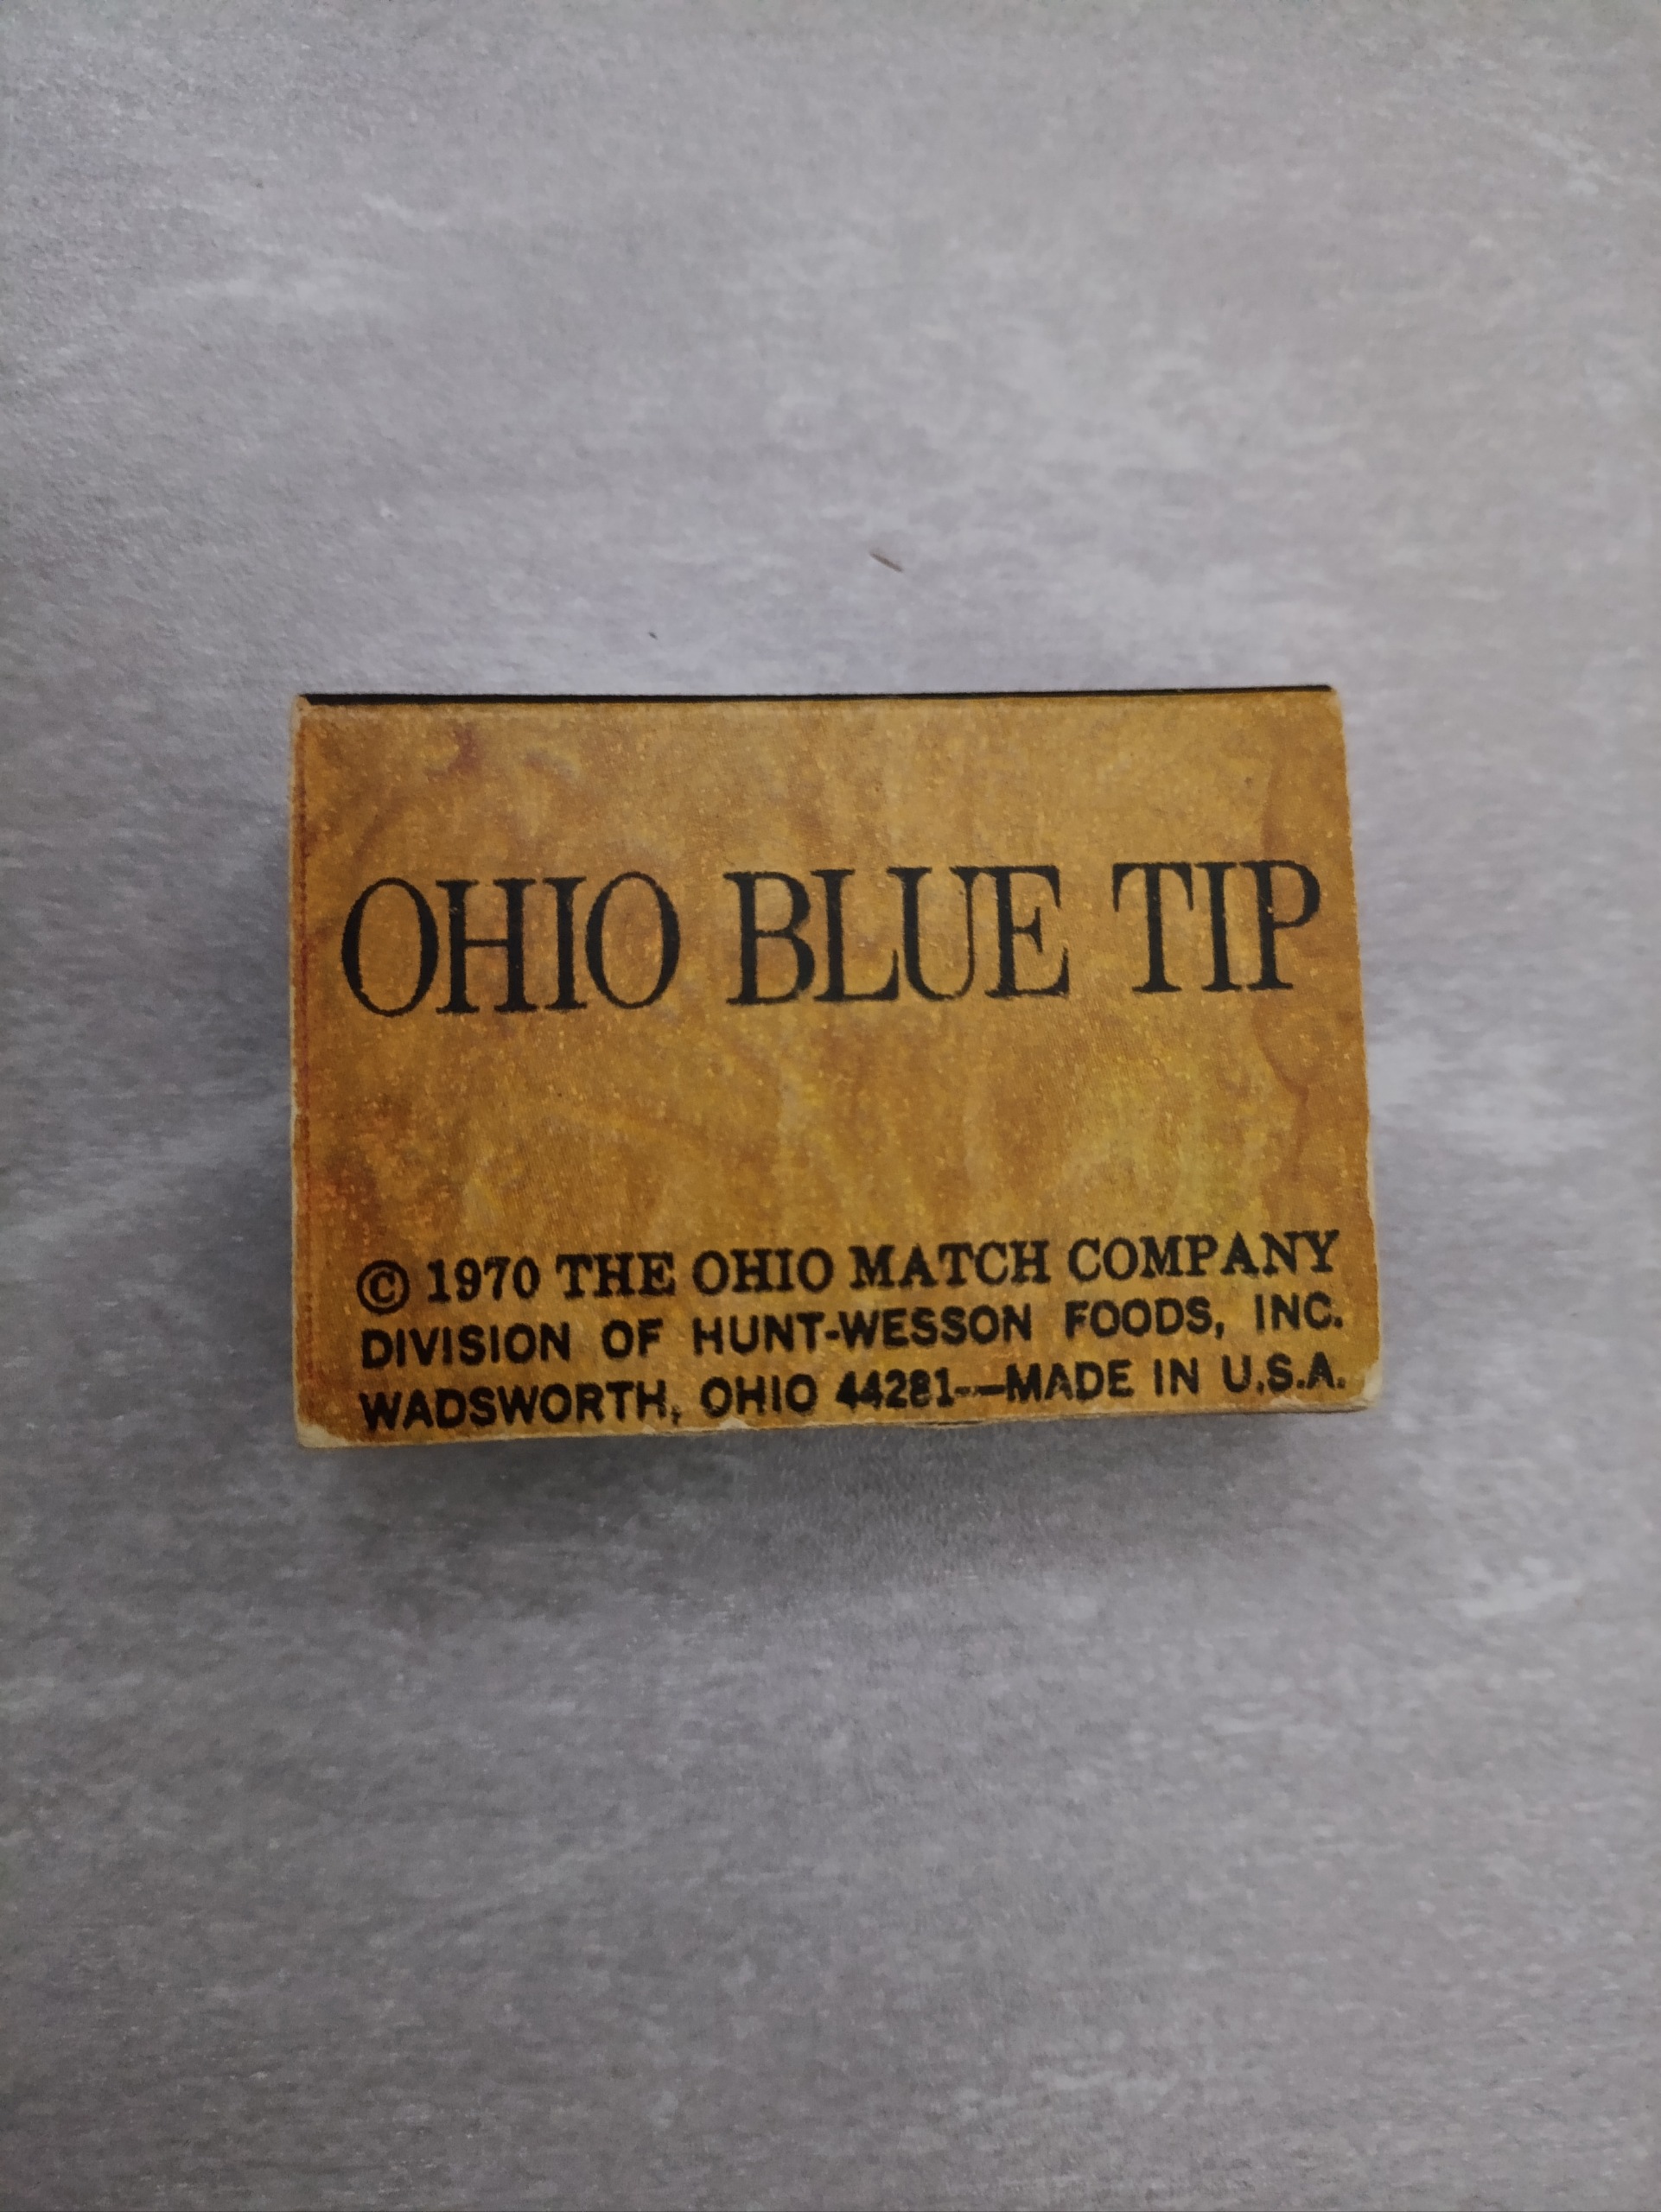 OHIO BLUE TIP
© 1970 THE OHIO MATCH COMPANY
DIVISION OF HUNT-WESSON FOODS, INC.
WADSWORTH, OHIO 44281--—MADE IN U.S.A.